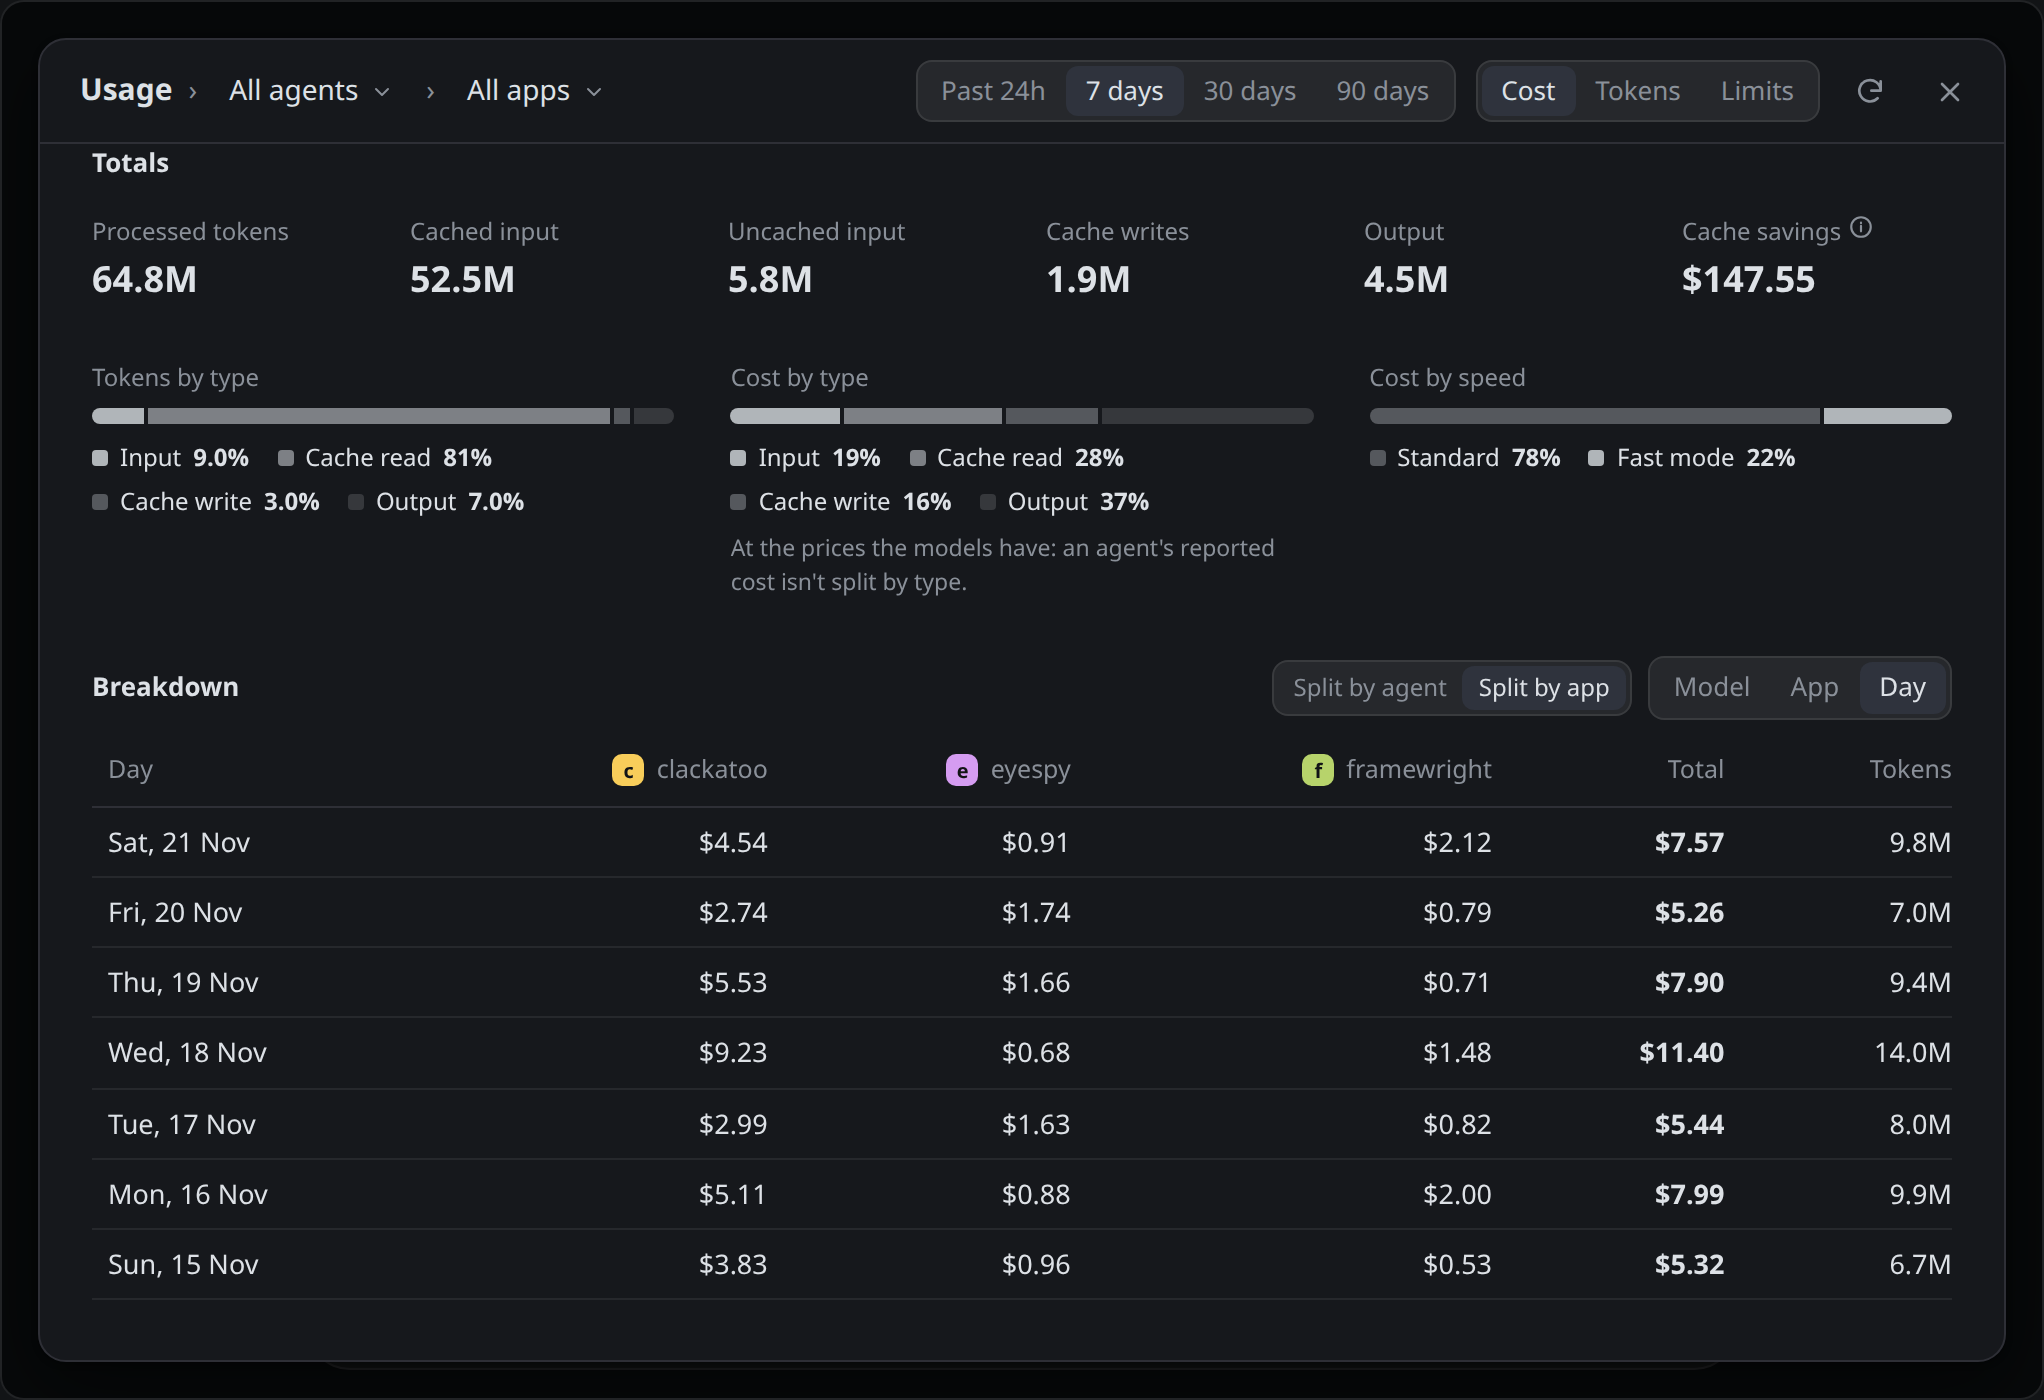 Usage › All agents › All apps Past 24h 7 days 30 days 90 days Cost Tokens Limits
Totals
Processed tokens Cached input Uncached input Cache writes Output Cache savings
64.8M 52.5M 5.8M 1.9M 4.5M $147.55
Tokens by type Cost by type Cost by speed
Input 9.0% Cache read 81% Input 19% Cache read 28% Standard 78% Fast mode 22%
Cache write 3.0% Output 7.0% Cache write 16% Output 37%
At the prices the models have: an agent's reported
cost isn't split by type.
Breakdown Split by agent Split by app Model App Day
Day c clackatoo e eyespy f framewright Total Tokens
Sat, 21 Nov $4.54 $0.91 $2.12 $7.57 9.8M
Fri, 20 Nov $2.74 $1.74 $0.79 $5.26 7.0M
Thu, 19 Nov $5.53 $1.66 $0.71 $7.90 9.4M
Wed, 18 Nov $9.23 $0.68 $1.48 $11.40 14.0M
Tue, 17 Nov $2.99 $1.63 $0.82 $5.44 8.0M
Mon, 16 Nov $5.11 $0.88 $2.00 $7.99 9.9M
Sun, 15 Nov $3.83 $0.96 $0.53 $5.32 6.7M